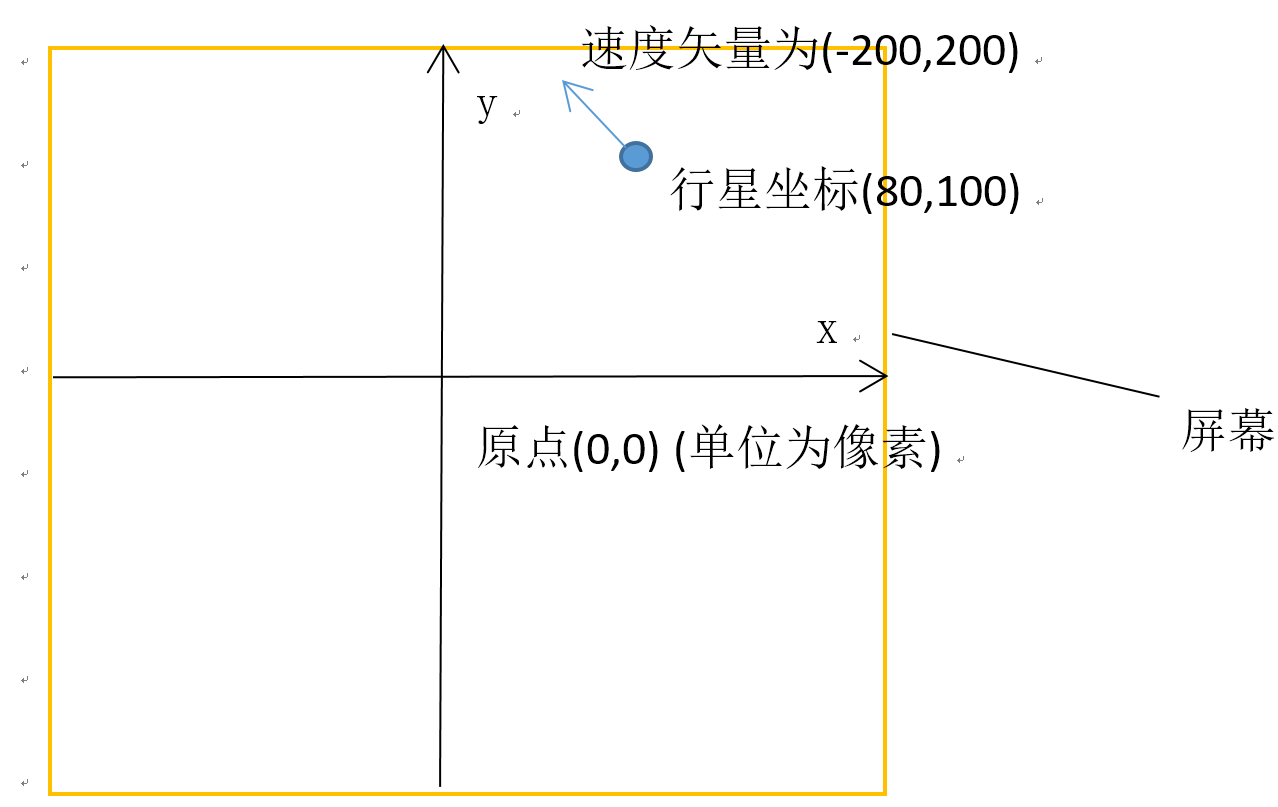 速度矢量为(-200,200)
y
行星坐标(80,100)
x
屏幕
原点(0,0) (单位为像素)